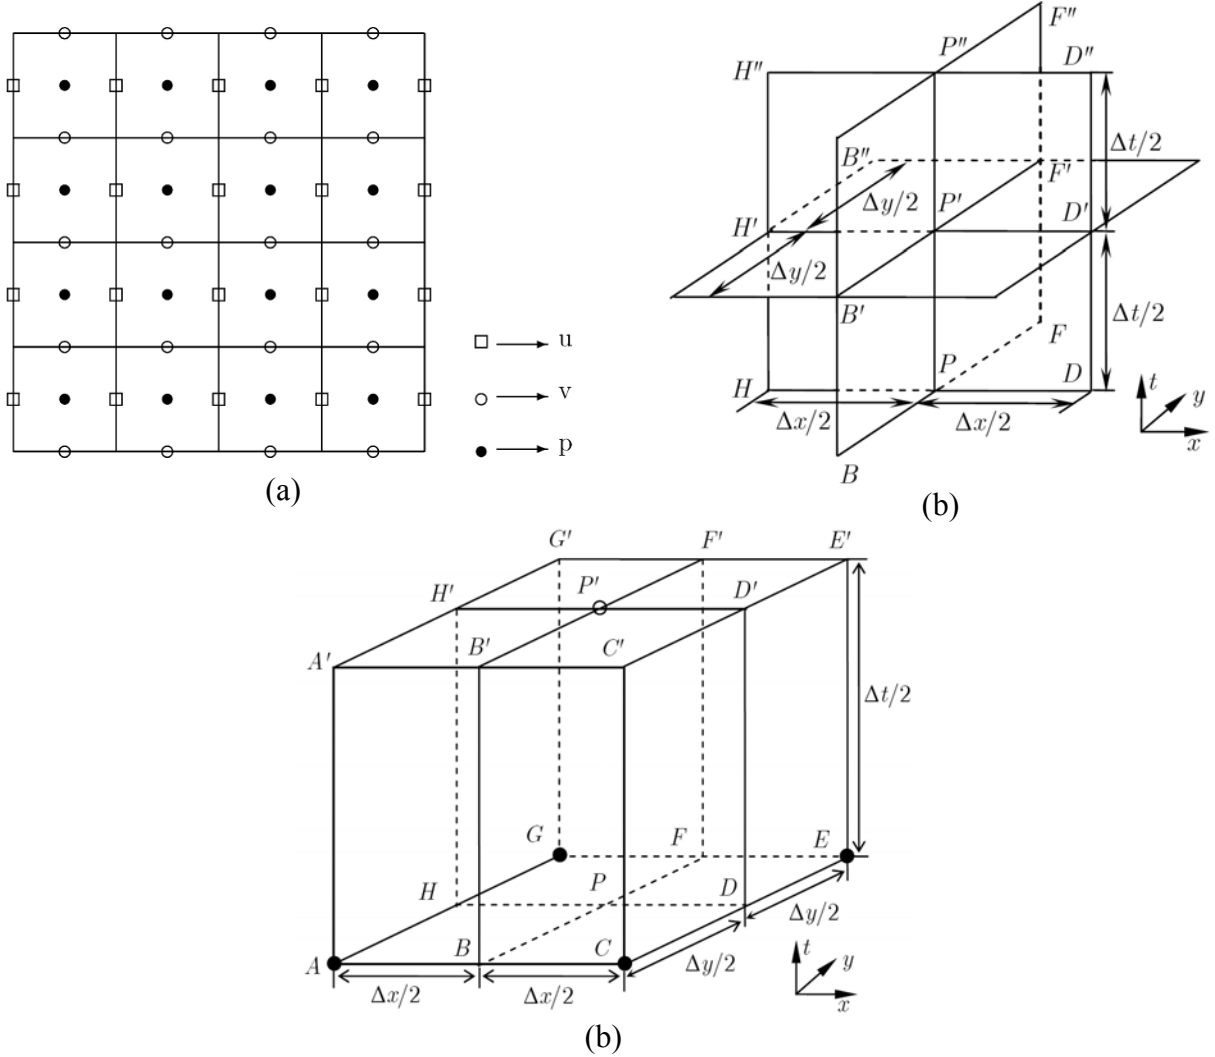 u
v
p
(a)
F″
P″
D″
H″
Δt/2
B″
F′
Δy/2
P′
D′
H′
Δy/2
B′
Δt/2
F
P
D
H
t
y
x
Δx/2
Δx/2
B
(b)
G′
F′
E′
H′
P′
D′
A′
B′
C′
Δt/2
G
F
E
H
P
D
Δy/2
A
B
C
Δy/2
t
y
x
Δx/2
Δx/2
(b)